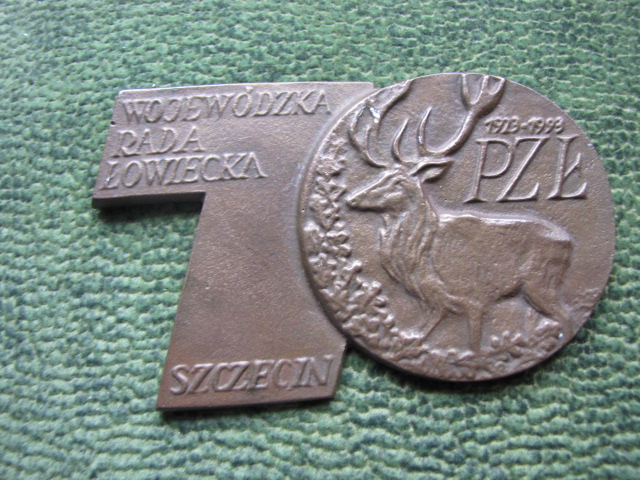 WOJEWÓDZKA
RADA
ŁOWIECKA
1923-1993
PZŁ
SZCZECIN